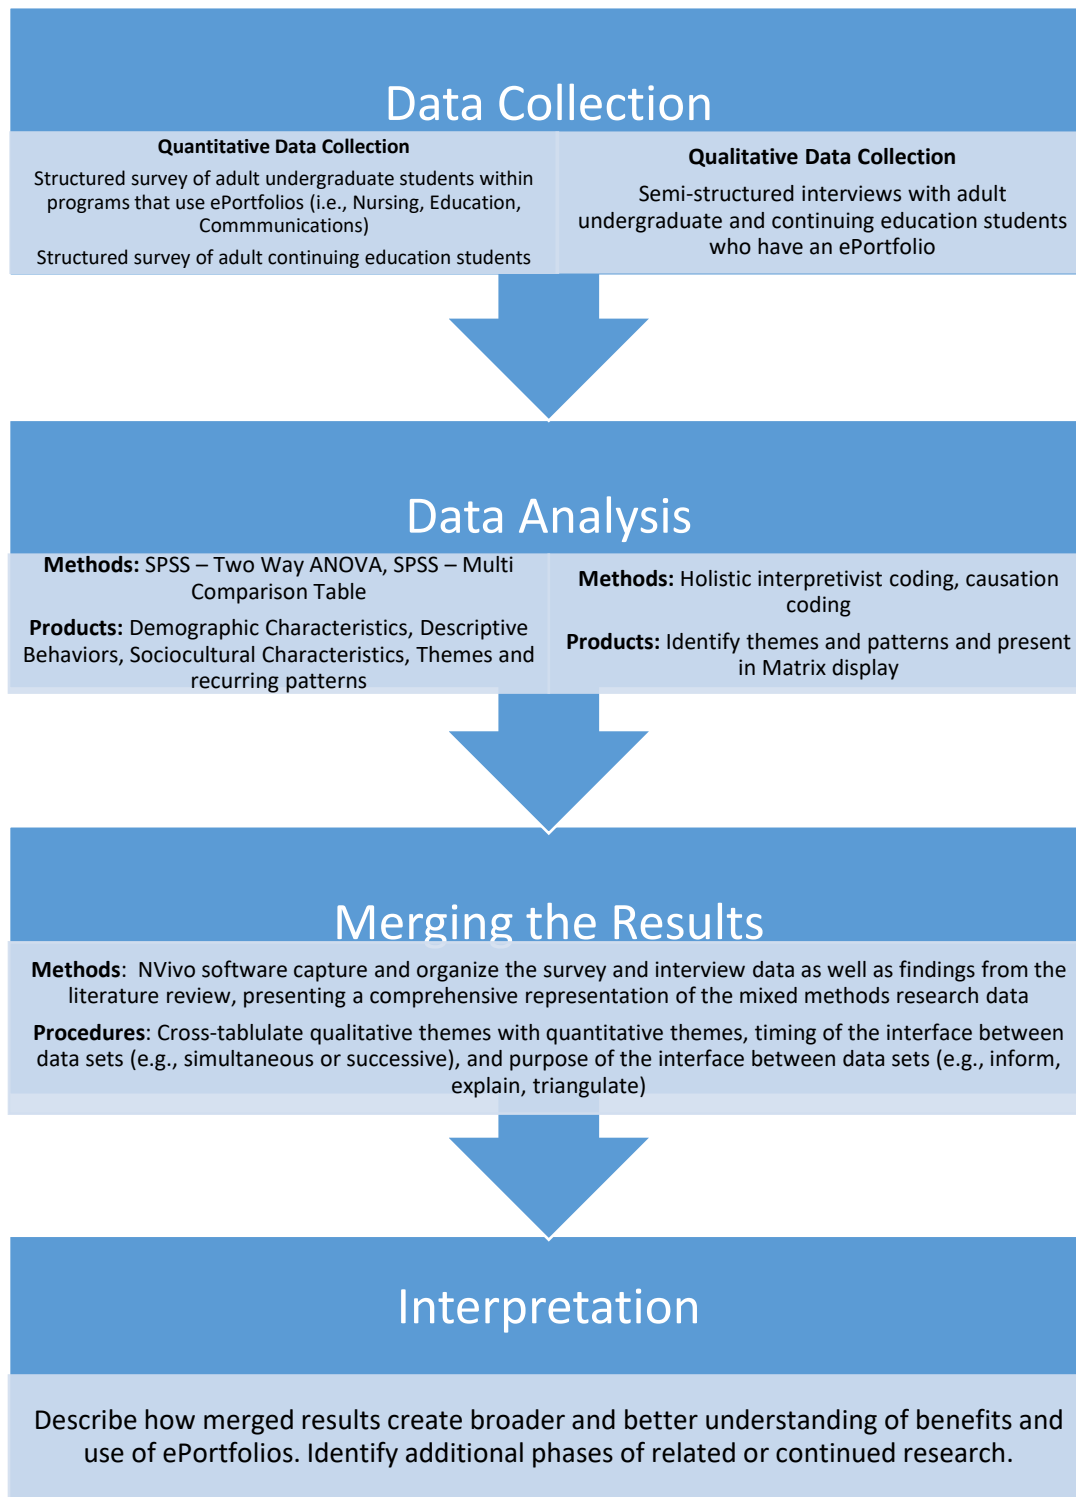 Data Collection
Quantitative Data Collection
Structured survey of adult undergraduate students within
programs that use ePortfolios (i.e., Nursing, Education,
Commmunications)
Structured survey of adult continuing education students
Qualitative Data Collection
Semi-structured interviews with adult
undergraduate and continuing education students
who have an ePortfolio
Data Analysis
Methods: SPSS – Two Way ANOVA, SPSS – Multi
Comparison Table
Products: Demographic Characteristics, Descriptive
Behaviors, Sociocultural Characteristics, Themes and
recurring patterns
Methods: Holistic interpretivist coding, causation
coding
Products: Identify themes and patterns and present
in Matrix display
Merging the Results
Methods:  NVivo software capture and organize the survey and interview data as well as findings from the
literature review, presenting a comprehensive representation of the mixed methods research data
Procedures: Cross-tablulate qualitative themes with quantitative themes, timing of the interface between
data sets (e.g., simultaneous or successive), and purpose of the interface between data sets (e.g., inform,
explain, triangulate)
Interpretation
Describe how merged results create broader and better understanding of benefits and
use of ePortfolios. Identify additional phases of related or continued research.